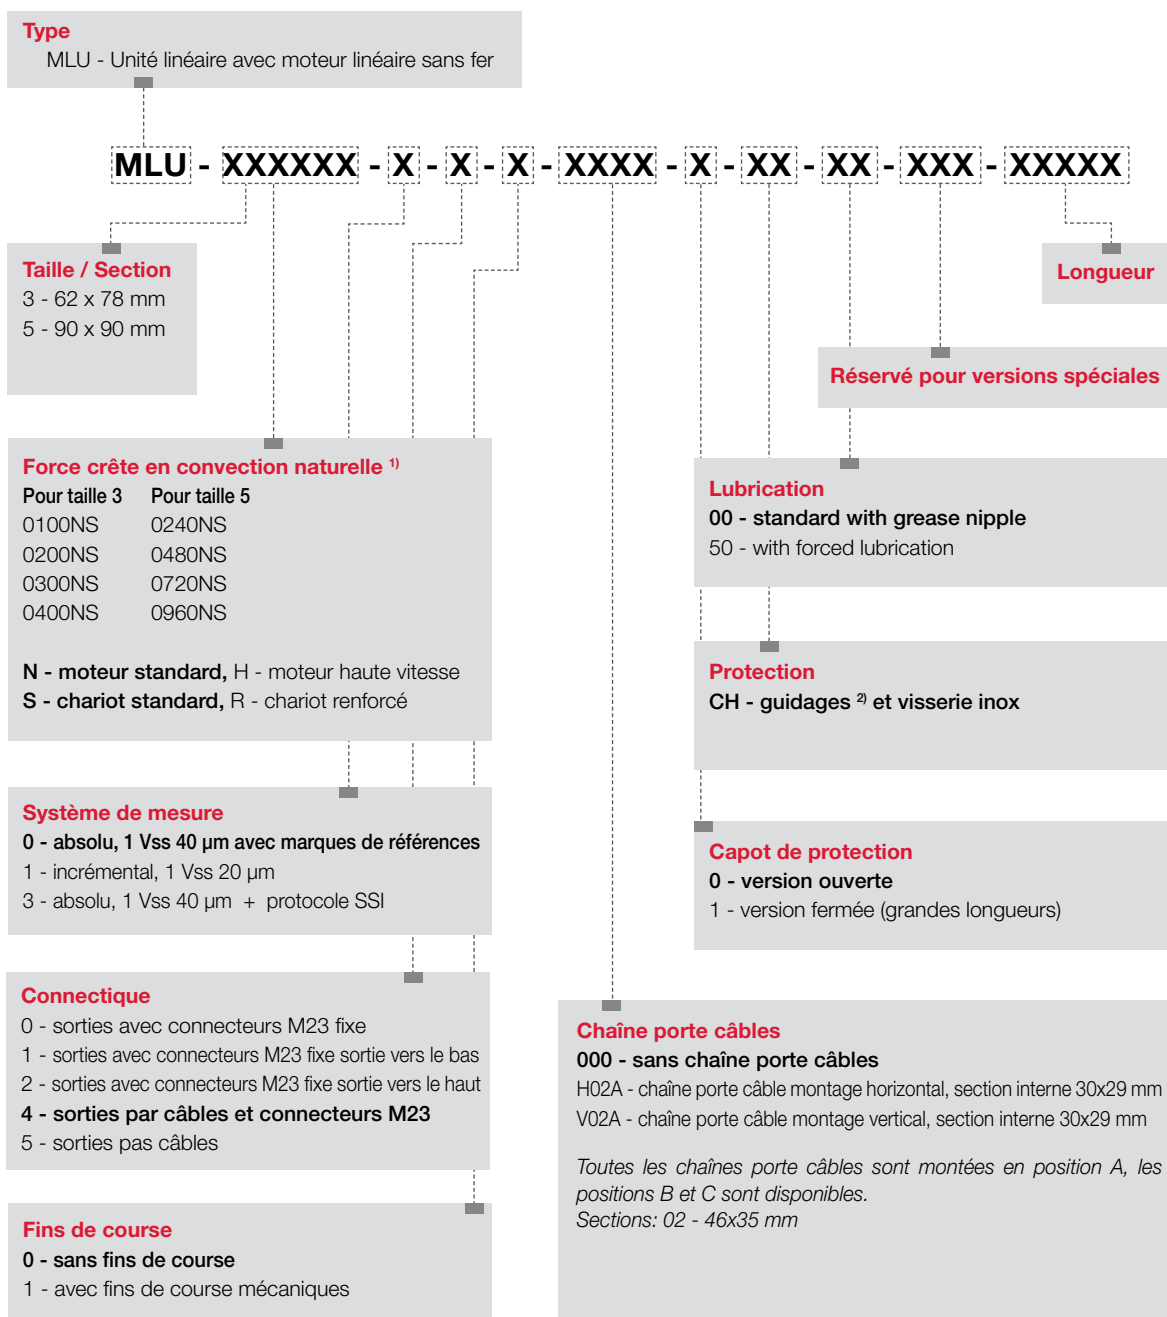 Type
MLU - Unité linéaire avec moteur linéaire sans fer
MLU - XXXXXX - X - X - X - XXXX - X - XX - XX - XXX - XXXXX
Taille / Section
3 - 62 x 78 mm
5 - 90 x 90 mm
Longueur
Réservé pour versions spéciales
Force crête en convection naturelle 1)
Pour taille 3 Pour taille 5
0100NS 0240NS
0200NS 0480NS
0300NS 0720NS
0400NS 0960NS
N - moteur standard, H - moteur haute vitesse
S - chariot standard, R - chariot renforcé
Lubrication
00 - standard with grease nipple
50 - with forced lubrication
Protection
CH - guidages 2) et visserie inox
Système de mesure
0 - absolu, 1 Vss 40 µm avec marques de références
1 - incrémental, 1 Vss 20 µm
3 - absolu, 1 Vss 40 µm + protocole SSI
Capot de protection
0 - version ouverte
1 - version fermée (grandes longueurs)
Connectique
0 - sorties avec connecteurs M23 fixe
1 - sorties avec connecteurs M23 fixe sortie vers le bas
2 - sorties avec connecteurs M23 fixe sortie vers le haut
4 - sorties par câbles et connecteurs M23
5 - sorties pas câbles
Chaîne porte câbles
000 - sans chaîne porte câbles
H02A - chaîne porte câble montage horizontal, section interne 30x29 mm
V02A - chaîne porte câble montage vertical, section interne 30x29 mm
Toutes les chaînes porte câbles sont montées en position A, les
positions B et C sont disponibles.
Sections: 02 - 46x35 mm
Fins de course
0 - sans fins de course
1 - avec fins de course mécaniques